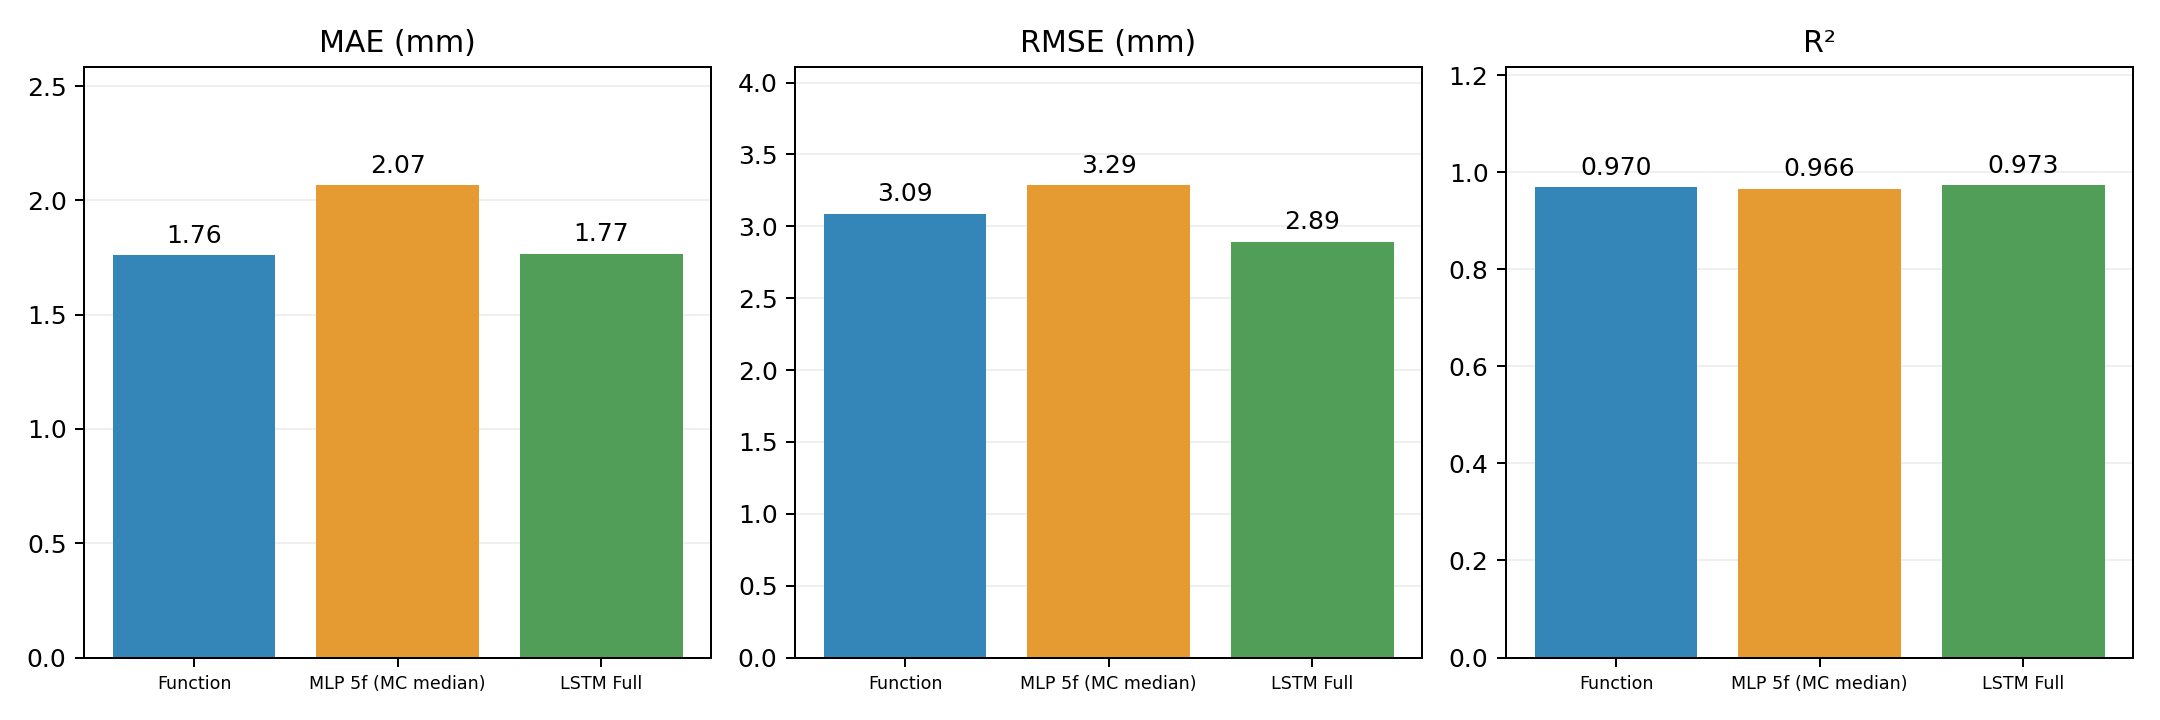 MAE (mm)
2.5
2.0
1.5
1.0
0.5
0.0
1.76
2.07
1.77
Function
MLP 5f (MC median)
LSTM Full
RMSE (mm)
4.0
3.5
3.0
2.5
2.0
1.5
1.0
0.5
0.0
3.09
3.29
2.89
Function
MLP 5f (MC median)
LSTM Full
R²
1.2
1.0
0.8
0.6
0.4
0.2
0.0
0.970
0.966
0.973
Function
MLP 5f (MC median)
LSTM Full